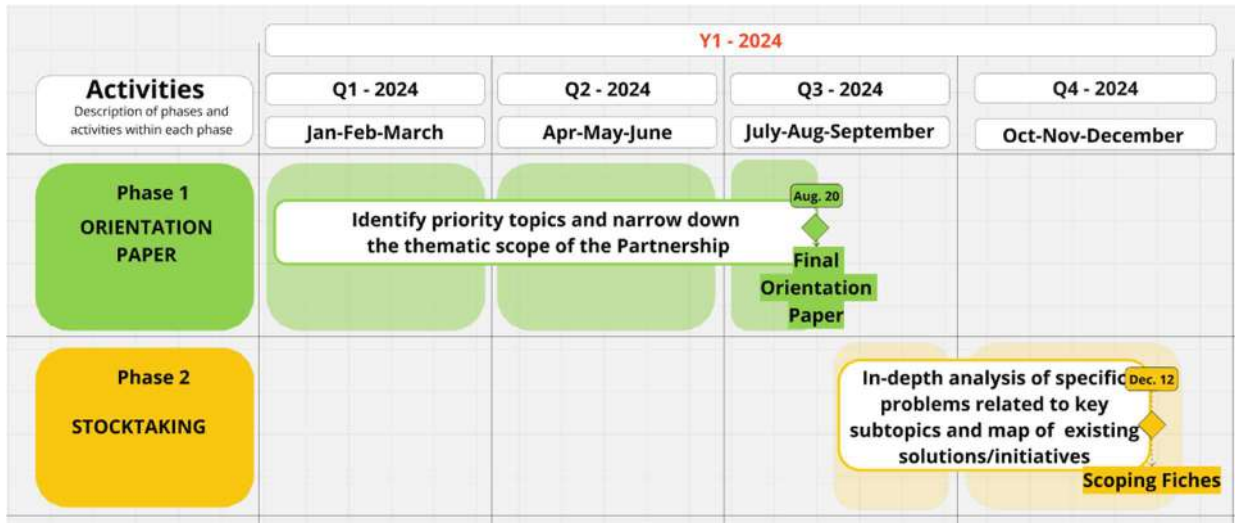 Y1 - 2024
Activities
Description of phases and
activities within each phase
Q1 - 2024
Q2 - 2024
Q3 - 2024
Q4 - 2024
Jan-Feb-March
Apr-May-June
July-Aug-September
Oct-Nov-December
Phase 1
ORIENTATION
PAPER
Identify priority topics and narrow down
the thematic scope of the Partnership
Aug. 20
Final
Orientation
Paper
Phase 2
STOCKTAKING
In-depth analysis of specific
problems related to key
subtopics and map of existing
solutions/initiatives
Dec. 12
Scoping Fiches